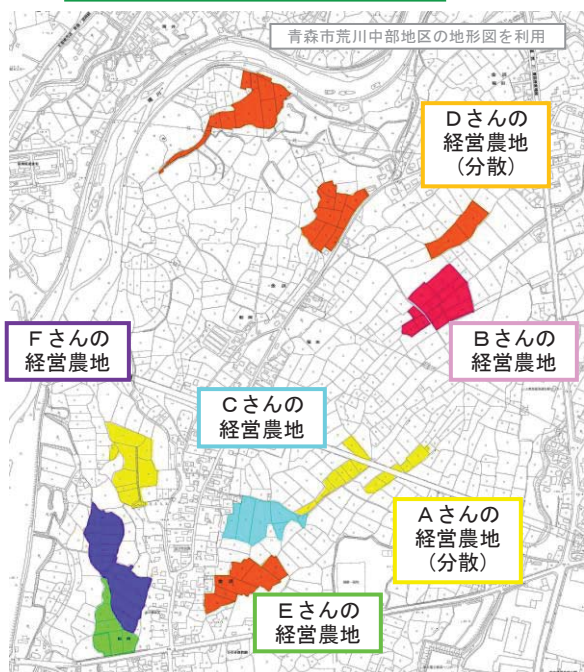 青森市荒川中部地区の地形図を利用
Dさんの
経営農地
(分散)
Fさんの
経営農地
Bさんの
経営農地
Cさんの
経営農地
Aさんの
経営農地
(分散)
Eさんの
経営農地